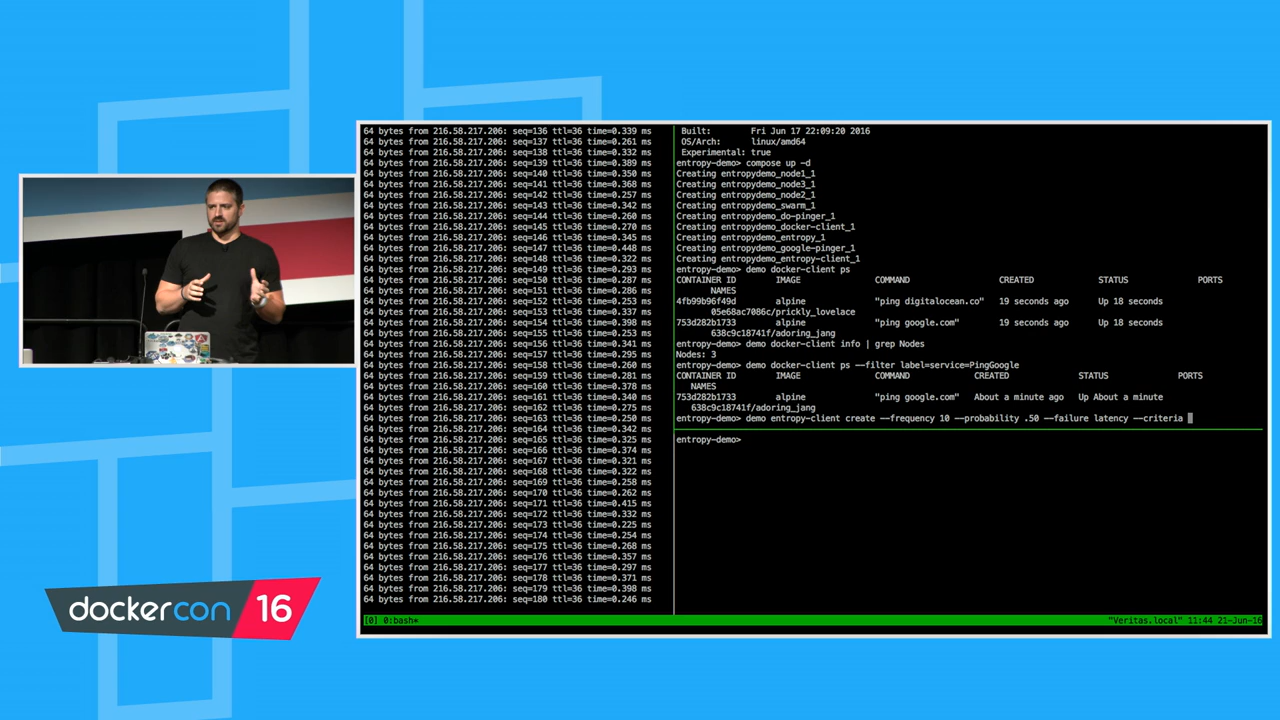 64 bytes from 216.58.217.206: seq=136 ttl=36 time=0.339 ms
64 bytes from 216.58.217.206: seq=137 ttl=36 time=0.261 ms
64 bytes from 216.58.217.206: seq=138 ttl=36 time=0.332 ms
64 bytes from 216.58.217.206: seq=139 ttl=36 time=0.389 ms
64 bytes from 216.58.217.206: seq=140 ttl=36 time=0.350 ms
64 bytes from 216.58.217.206: seq=141 ttl=36 time=0.368 ms
64 bytes from 216.58.217.206: seq=142 ttl=36 time=0.257 ms
64 bytes from 216.58.217.206: seq=143 ttl=36 time=0.342 ms
64 bytes from 216.58.217.206: seq=144 ttl=36 time=0.260 ms
64 bytes from 216.58.217.206: seq=145 ttl=36 time=0.270 ms
64 bytes from 216.58.217.206: seq=146 ttl=36 time=0.345 ms
64 bytes from 216.58.217.206: seq=147 ttl=36 time=0.448 ms
64 bytes from 216.58.217.206: seq=148 ttl=36 time=0.322 ms
64 bytes from 216.58.217.206: seq=149 ttl=36 time=0.293 ms
64 bytes from 216.58.217.206: seq=150 ttl=36 time=0.287 ms
64 bytes from 216.58.217.206: seq=151 ttl=36 time=0.286 ms
64 bytes from 216.58.217.206: seq=152 ttl=36 time=0.253 ms
64 bytes from 216.58.217.206: seq=153 ttl=36 time=0.337 ms
64 bytes from 216.58.217.206: seq=154 ttl=36 time=0.398 ms
64 bytes from 216.58.217.206: seq=155 ttl=36 time=0.253 ms
64 bytes from 216.58.217.206: seq=156 ttl=36 time=0.341 ms
64 bytes from 216.58.217.206: seq=157 ttl=36 time=0.295 ms
64 bytes from 216.58.217.206: seq=158 ttl=36 time=0.260 ms
64 bytes from 216.58.217.206: seq=159 ttl=36 time=0.281 ms
64 bytes from 216.58.217.206: seq=160 ttl=36 time=0.378 ms
64 bytes from 216.58.217.206: seq=161 ttl=36 time=0.340 ms
64 bytes from 216.58.217.206: seq=162 ttl=36 time=0.275 ms
64 bytes from 216.58.217.206: seq=163 ttl=36 time=0.250 ms
64 bytes from 216.58.217.206: seq=164 ttl=36 time=0.342 ms
64 bytes from 216.58.217.206: seq=165 ttl=36 time=0.325 ms
64 bytes from 216.58.217.206: seq=166 ttl=36 time=0.374 ms
64 bytes from 216.58.217.206: seq=167 ttl=36 time=0.321 ms
64 bytes from 216.58.217.206: seq=168 ttl=36 time=0.322 ms
64 bytes from 216.58.217.206: seq=169 ttl=36 time=0.258 ms
64 bytes from 216.58.217.206: seq=170 ttl=36 time=0.262 ms
64 bytes from 216.58.217.206: seq=171 ttl=36 time=0.415 ms
64 bytes from 216.58.217.206: seq=172 ttl=36 time=0.332 ms
64 bytes from 216.58.217.206: seq=173 ttl=36 time=0.225 ms
64 bytes from 216.58.217.206: seq=174 ttl=36 time=0.254 ms
64 bytes from 216.58.217.206: seq=175 ttl=36 time=0.268 ms
64 bytes from 216.58.217.206: seq=176 ttl=36 time=0.357 ms
64 bytes from 216.58.217.206: seq=177 ttl=36 time=0.297 ms
64 bytes from 216.58.217.206: seq=178 ttl=36 time=0.371 ms
64 bytes from 216.58.217.206: seq=179 ttl=36 time=0.398 ms
64 bytes from 216.58.217.206: seq=180 ttl=36 time=0.246 ms
Built: Fri Jun 17 22:09:20 2016
OS/Arch: linux/amd64
Experimental: true
entropy-demo> compose up -d
Creating entropydemo_node1_1
Creating entropydemo_node3_1
Creating entropydemo_node2_1
Creating entropydemo_swarm_1
Creating entropydemo_do-pinger_1
Creating entropydemo_docker-client_1
Creating entropydemo_entropy_1
Creating entropydemo_google-pinger_1
Creating entropydemo_entropy-client_1
entropy-demo> demo docker-client ps
CONTAINER ID IMAGE COMMAND CREATED STATUS PORTS
NAMES
4fb99b96f49d alpine "ping digitalocean.co" 19 seconds ago Up 18 seconds
05e68ac7086c/prickly_lovelace
753d282b1733 alpine "ping google.com" 19 seconds ago Up 18 seconds
638c9c18741f/adoring_jang
entropy-demo> demo docker-client info | grep Nodes
Nodes: 3
entropy-demo> demo docker-client ps --filter label=service=PingGoogle
CONTAINER ID IMAGE COMMAND CREATED STATUS PORTS
NAMES
753d282b1733 alpine "ping google.com" About a minute ago Up About a minute
638c9c18741f/adoring_jang
entropy-demo> demo entropy-client create --frequency 10 --probability .50 --failure latency --criteria
entropy-demo>
[0] 0:bash* "Veritas.local" 11:44 21-Jun-16
dockercon 16